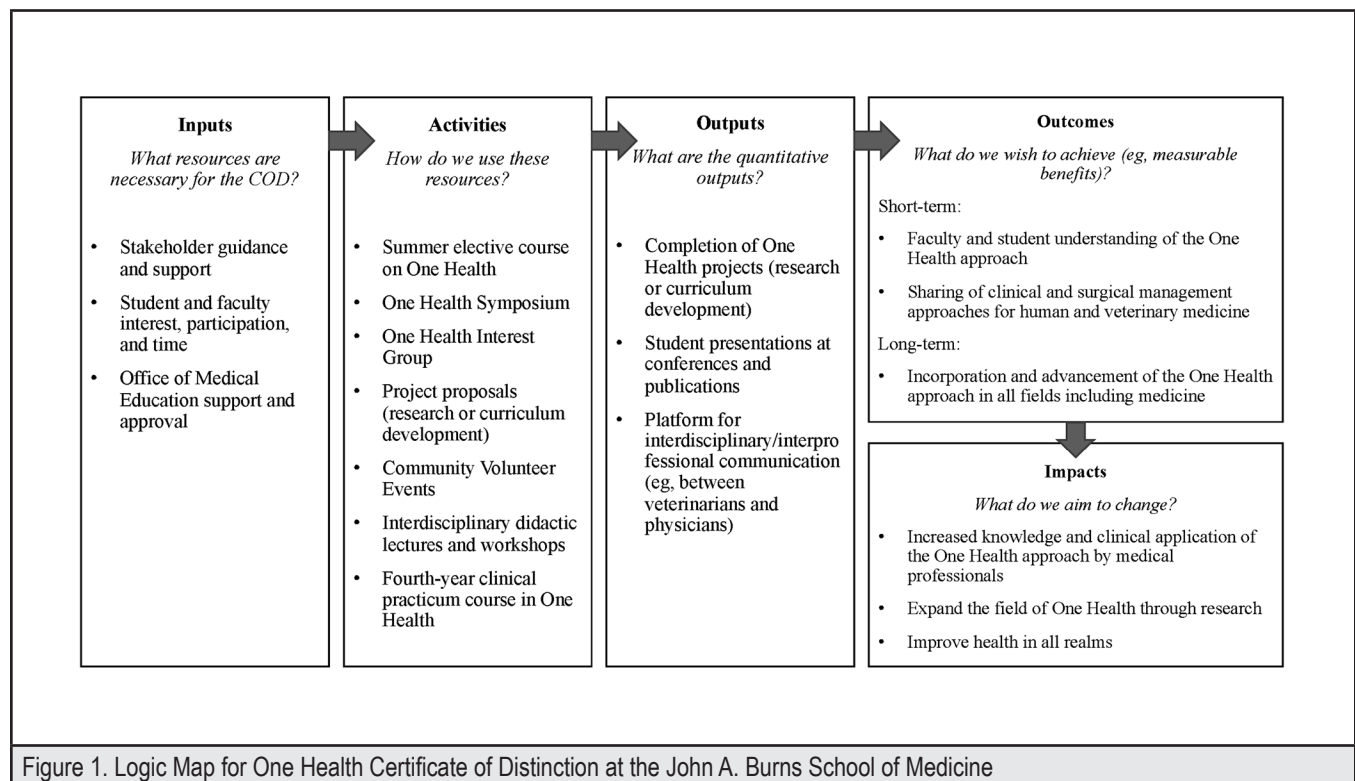 Inputs
What resources are
necessary for the COD?
• Stakeholder guidance
and support
• Student and faculty
interest, participation,
and time
• Office of Medical
Education support and
approval
Activities
How do we use these
resources?
• Summer elective course
on One Health
• One Health Symposium
• One Health Interest
Group
• Project proposals
(research or curriculum
development)
• Community Volunteer
Events
• Interdisciplinary didactic
lectures and workshops
• Fourth-year clinical
practicum course in One
Health
Outputs
What are the quantitative
outputs?
• Completion of One
Health projects (research
or curriculum
development)
• Student presentations at
conferences and
publications
• Platform for
interdisciplinary/interpro
fessional communication
(eg, between
veterinarians and
physicians)
Outcomes
What do we wish to achieve (eg, measurable
benefits)?
Short-term:
• Faculty and student understanding of the One
Health approach
• Sharing of clinical and surgical management
approaches for human and veterinary medicine
Long-term:
• Incorporation and advancement of the One Health
approach in all fields including medicine
Impacts
What do we aim to change?
• Increased knowledge and clinical application of
the One Health approach by medical
professionals
• Expand the field of One Health through research
• Improve health in all realms
Figure 1. Logic Map for One Health Certificate of Distinction at the John A. Burns School of Medicine